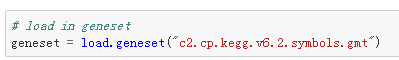 # load in geneset
geneset = load.geneset("c2.cp.kegg.v6.2.symbols.gmt")